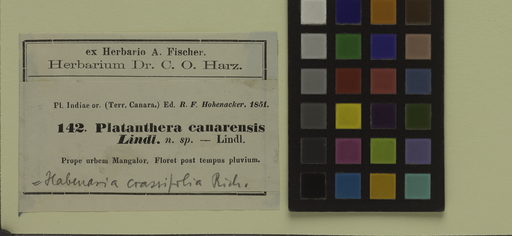 ex Herbario A. Fischer.
Herbarium Dr. C. O. Harz.
Pl. Indiae or. (Terr. Canara.) Ed. R. F. Hohenacker. 1851.
142. Platanthera canarensis
Lindl. n. sp. — Lindl.
Prope urbem Mangalor. Floret post tempus pluvium.
= Habenaria crassifolia Rich.